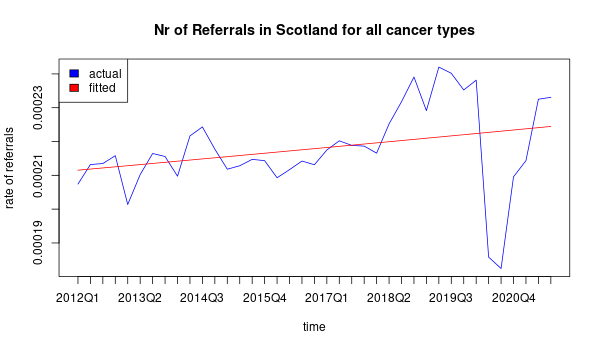 Nr of Referrals in Scotland for all cancer types
actual
fitted
rate of referrals
0.00023
0.00021
0.00019
2012Q1 2013Q2 2014Q3 2015Q4 2017Q1 2018Q2 2019Q3 2020Q4
time